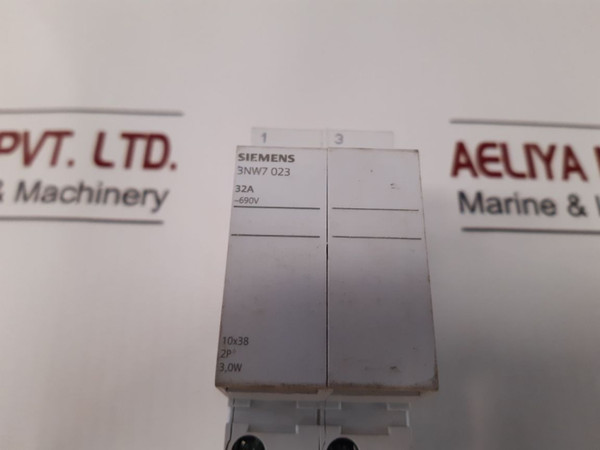 PVT. LTD.
& Machinery
AELIYA
Marine &
1 3
SIEMENS
3NW7 023
32A
~690V
10x38
2P
3,0W